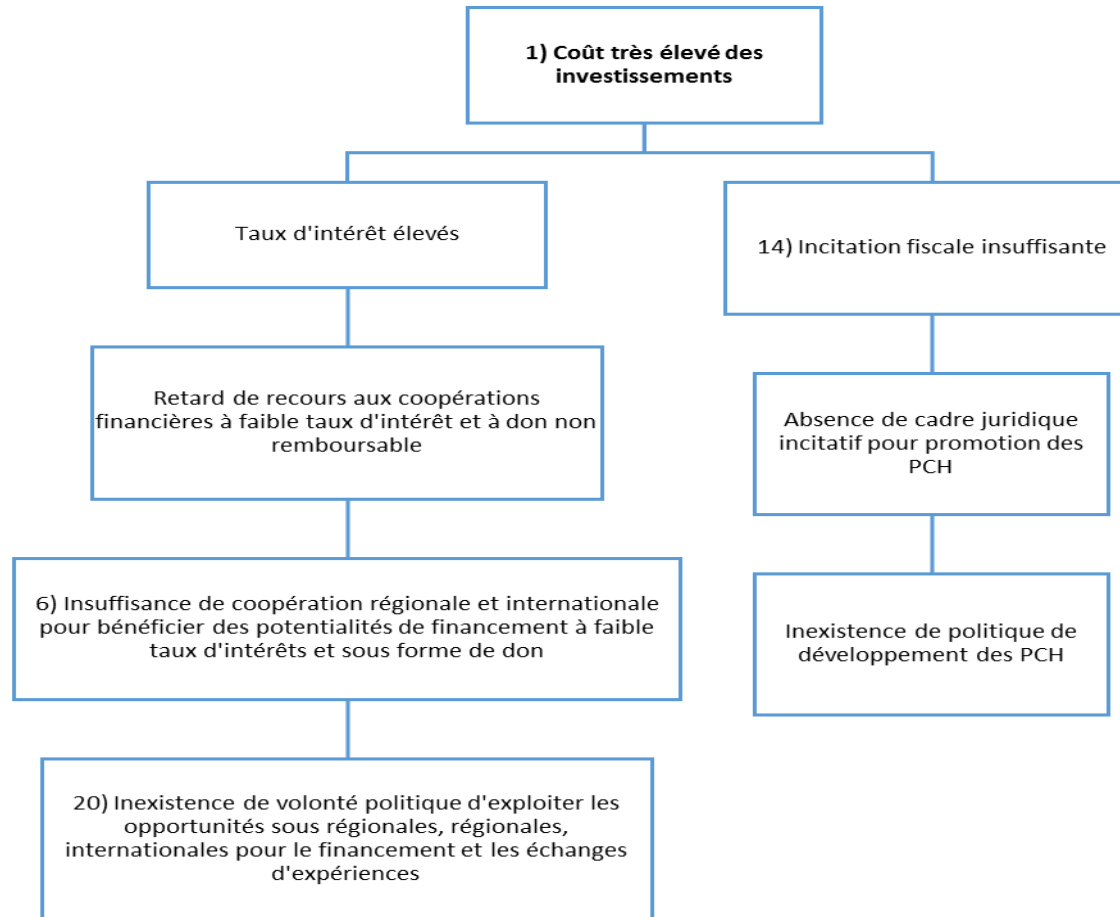 1) Coût très élevé des
investissements
Taux d'intérêt élevés
14) Incitation fiscale insuffisante
Retard de recours aux coopérations
financières à faible taux d'intérêt et à don non
remboursable
Absence de cadre juridique
incitatif pour promotion des
PCH
6) Insuffisance de coopération régionale et internationale
pour bénéficier des potentialités de financement à faible
taux d'intérêts et sous forme de don
Inexistence de politique de
développement des PCH
20) Inexistence de volonté politique d'exploiter les
opportunités sous régionales, régionales,
internationales pour le financement et les échanges
d'expériences